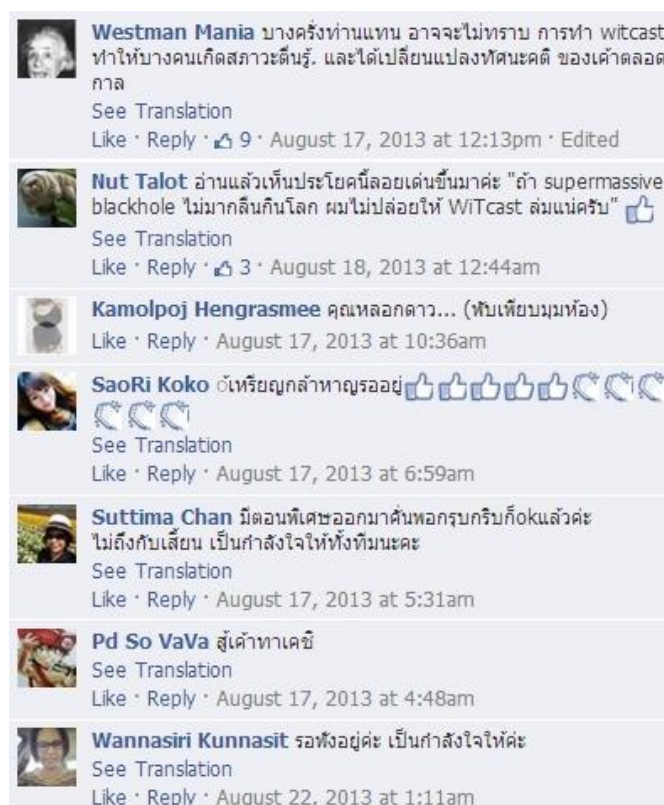 Westman Mania บางครั้งท่านแทน อาจจะไม่ทราบ การทำ witcast
ทำให้บางคนเกิดสภาวะตื่นรู้. และได้เปลี่ยนแปลงทัศนะคติ ของเค้าตลอด
กาล
See Translation
Like · Reply · 9 · August 17, 2013 at 12:13pm · Edited
Nut Talot อ่านแล้วเห็นประโยคนี้ลอยเด่นขึ้นมาค่ะ "ถ้า supermassive
blackhole ไม่มากลืนกินโลก ผมไม่ปล่อยให้ WiTcast ล่มแน่ครับ"
See Translation
Like · Reply · 3 · August 18, 2013 at 12:44am
Kamolpoj Hengrasmee คุณหลอกดาว... (พับเพียบมุมห้อง)
Like · Reply · August 17, 2013 at 10:36am
SaoRi Koko ้เหรียญกล้าหาญรออยู่
See Translation
Like · Reply · August 17, 2013 at 6:59am
Suttima Chan มีตอนพิเศษออกมาคั่นพอกรุบกริบก็okแล้วค่ะ
ไม่ถึงกับเสี้ยน เป็นกำลังใจให้ทั้งทีมนะคะ
See Translation
Like · Reply · August 17, 2013 at 5:31am
Pd So VaVa สู้เค้าทาเคชิ
See Translation
Like · Reply · August 17, 2013 at 4:48am
Wannasiri Kunnasit รอฟังอยู่ค่ะ เป็นกำลังใจให้ค่ะ
See Translation
Like · Reply · August 22, 2013 at 1:11am